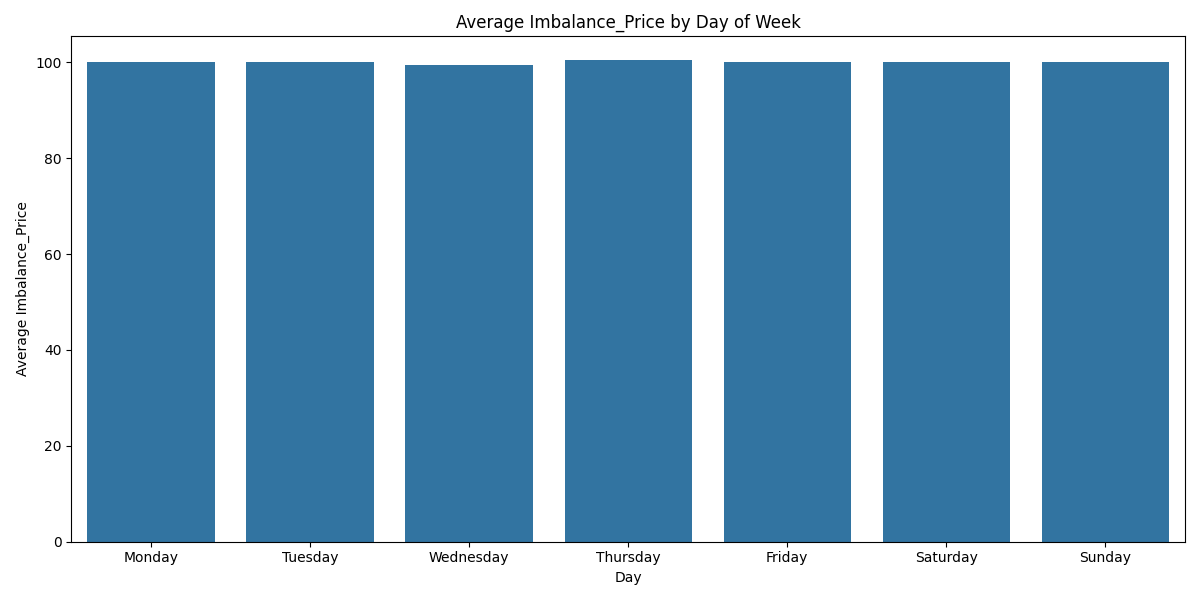 Average Imbalance_Price by Day of Week
Average Imbalance_Price
100
80
60
40
20
0
Monday Tuesday Wednesday Thursday Friday Saturday Sunday
Day